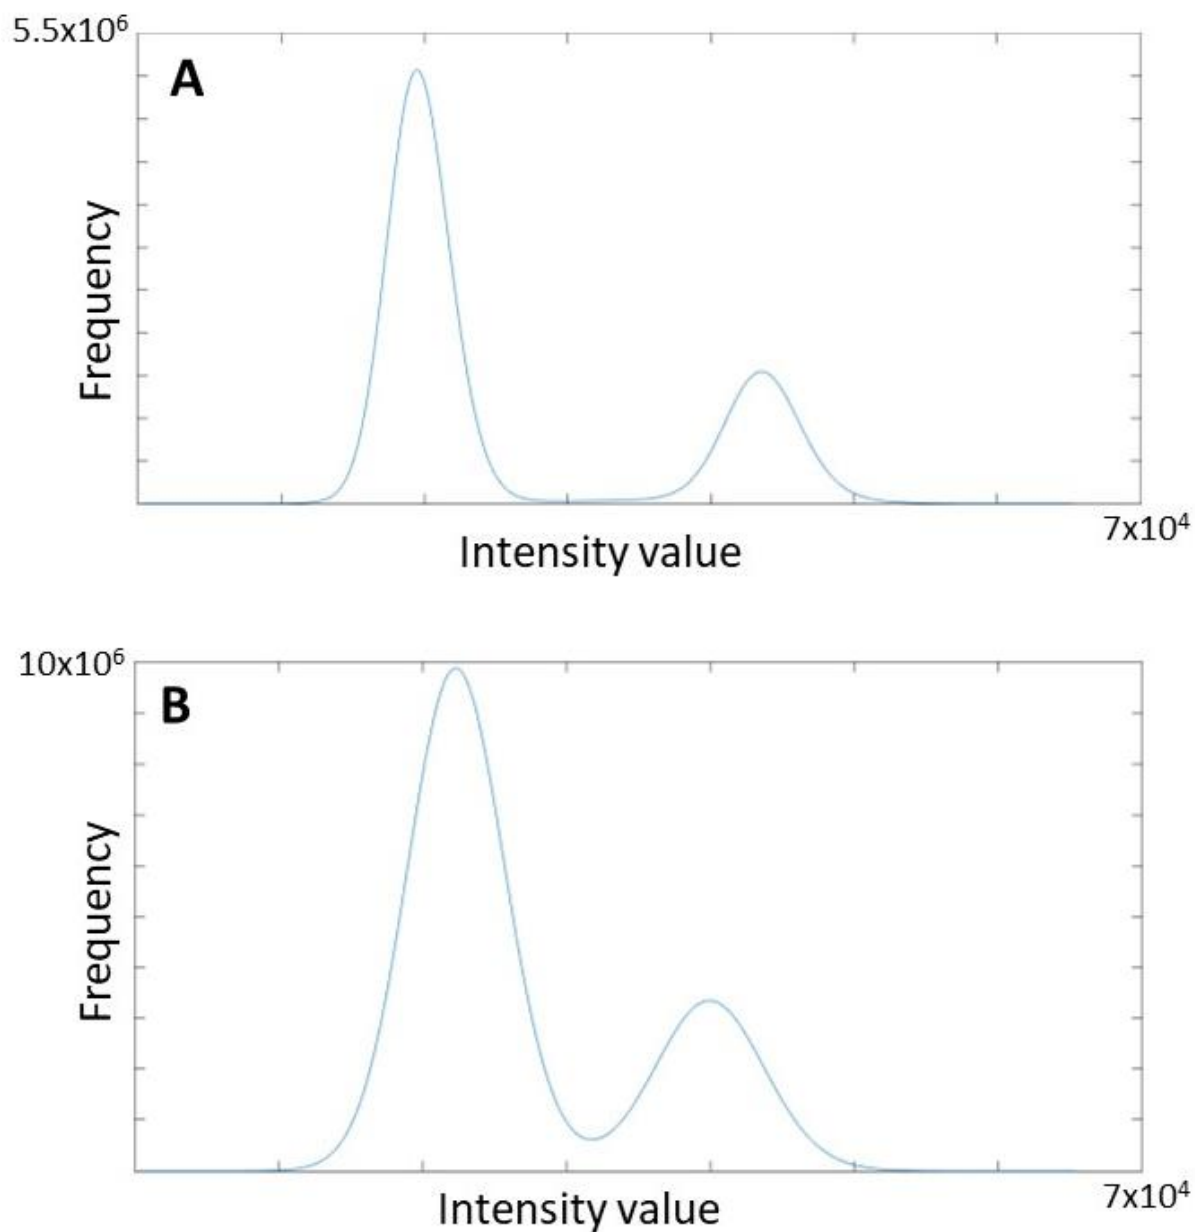 5.5x10⁶
A
Frequency
7x10⁴
Intensity value
10x10⁶
B
Frequency
7x10⁴
Intensity value